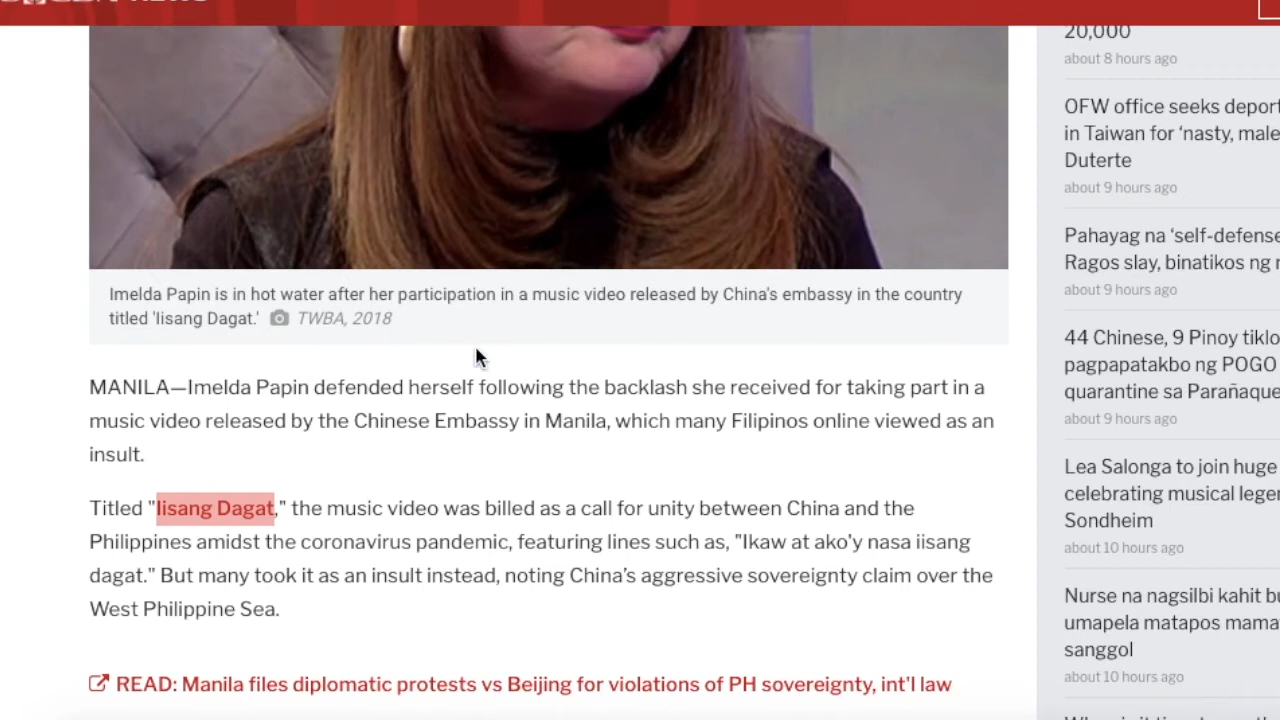 20,000
about 8 hours ago
OFW office seeks deport
in Taiwan for ‘nasty, male
Duterte
about 9 hours ago
Pahayag na ‘self-defense
Ragos slay, binatikos ng
about 9 hours ago
44 Chinese, 9 Pinoy tiklo
pagpapatakbo ng POGO
quarantine sa Parañaque
about 9 hours ago
Lea Salonga to join huge
celebrating musical lege
Sondheim
about 10 hours ago
Nurse na nagsilbi kahit bu
umapela matapos mama
sanggol
about 10 hours ago
Imelda Papin is in hot water after her participation in a music video released by China's embassy in the country
titled 'Iisang Dagat.' TWBA, 2018
MANILA—Imelda Papin defended herself following the backlash she received for taking part in a
music video released by the Chinese Embassy in Manila, which many Filipinos online viewed as an
insult.
Titled "Iisang Dagat," the music video was billed as a call for unity between China and the
Philippines amidst the coronavirus pandemic, featuring lines such as, "Ikaw at ako'y nasa iisang
dagat." But many took it as an insult instead, noting China’s aggressive sovereignty claim over the
West Philippine Sea.
READ: Manila files diplomatic protests vs Beijing for violations of PH sovereignty, int'l law